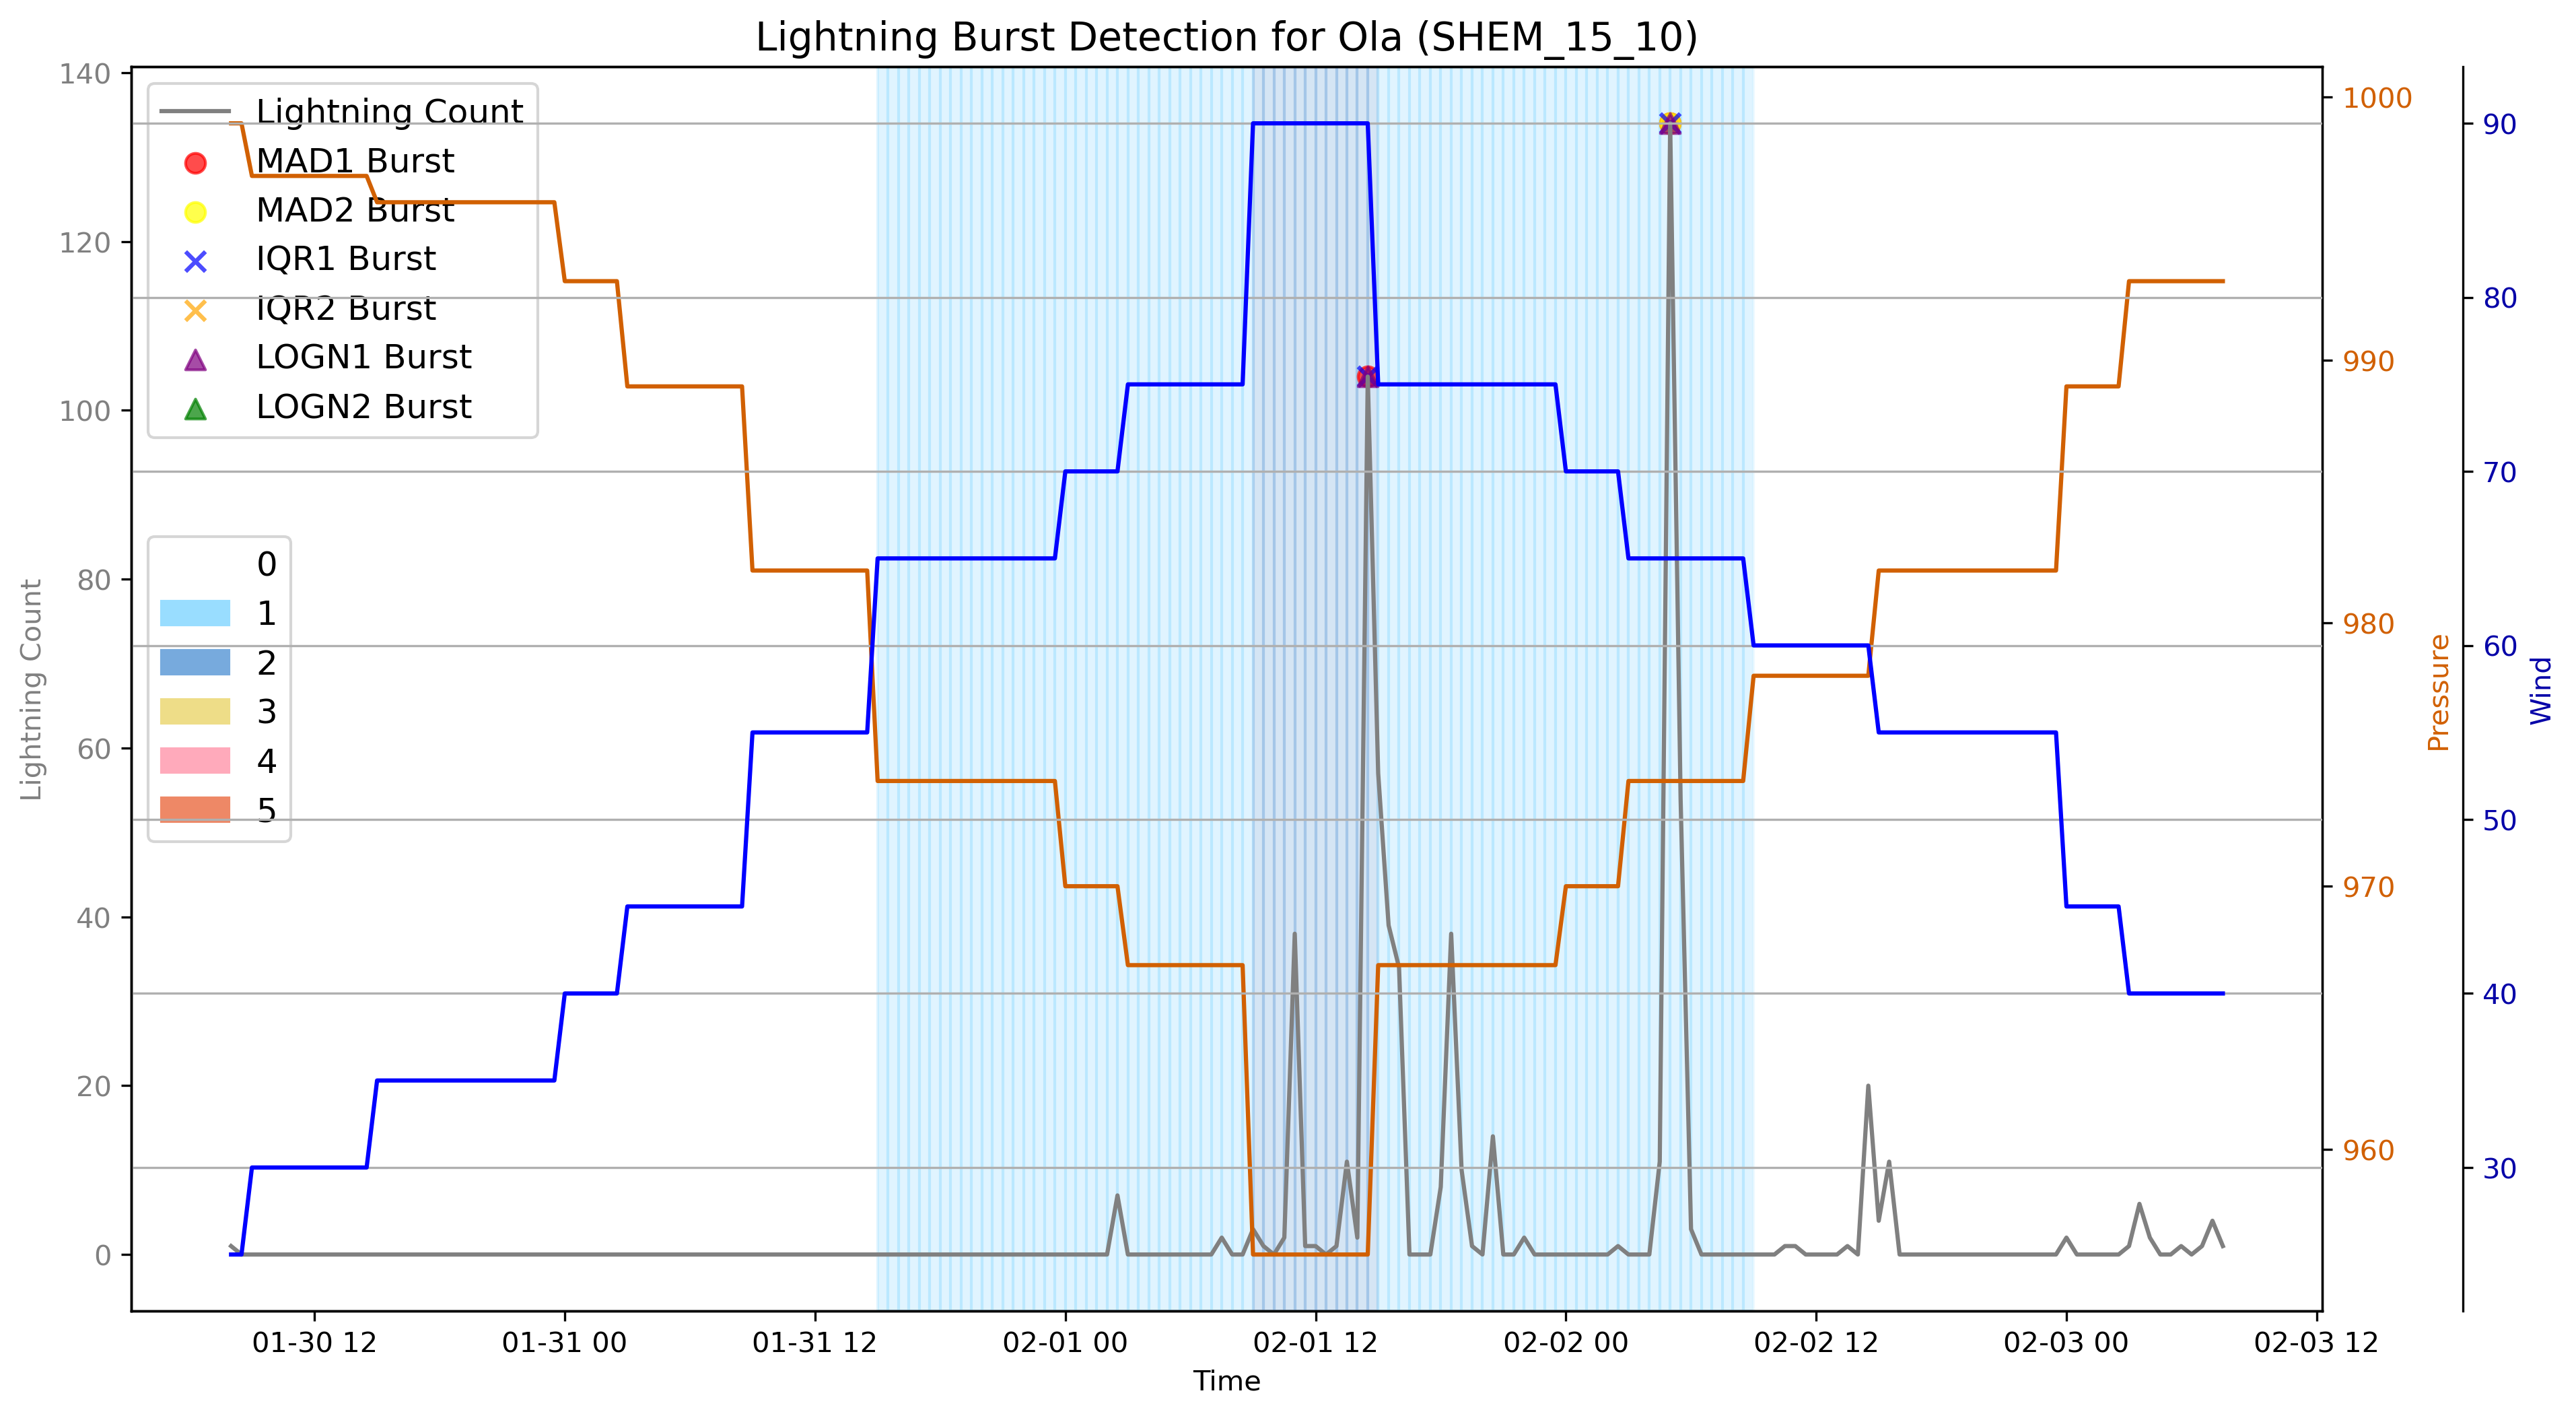 Lightning Burst Detection for Ola (SHEM_15_10)
Lightning Count
MAD1 Burst
MAD2 Burst
IQR1 Burst
IQR2 Burst
LOGN1 Burst
LOGN2 Burst
0
1
2
3
4
5
140
120
100
80
60
40
20
0
Lightning Count
1000
990
980
970
960
Pressure
90
80
70
60
50
40
30
Wind
01-30 12
01-31 00
01-31 12
02-01 00
02-01 12
02-02 00
02-02 12
02-03 00
02-03 12
Time